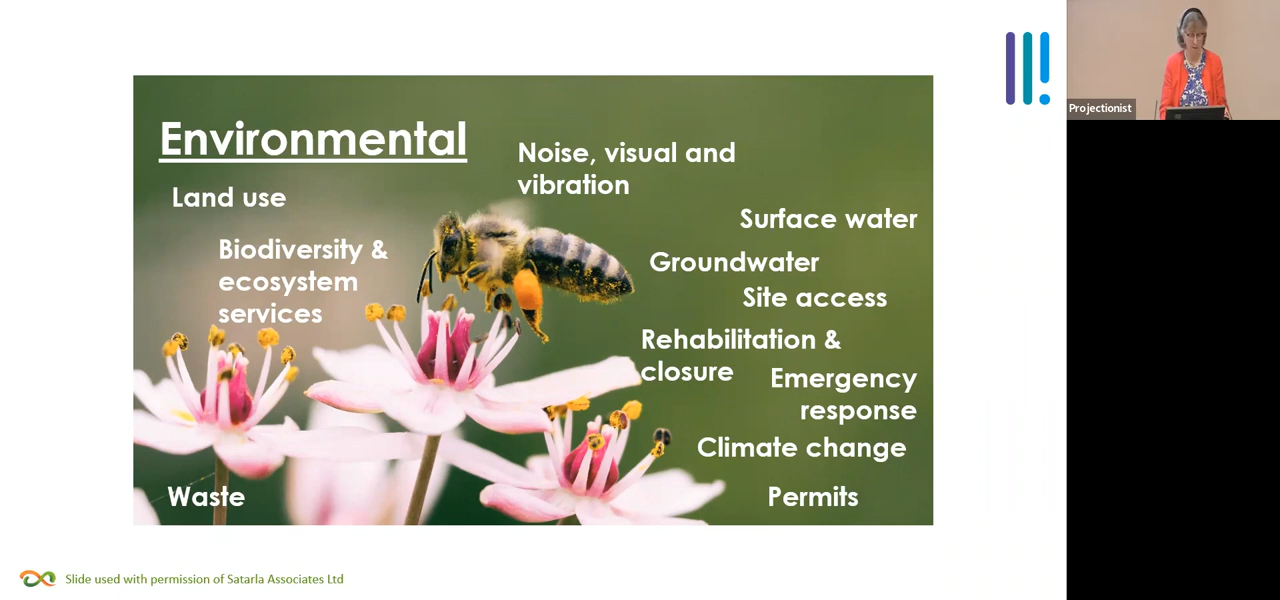 Environmental
Noise, visual and
vibration
Land use
Surface water
Biodiversity &
ecosystem
services
Groundwater
Site access
Rehabilitation &
closure
Emergency
response
Climate change
Waste
Permits
Slide used with permission of Satarla Associates Ltd
Projectionist